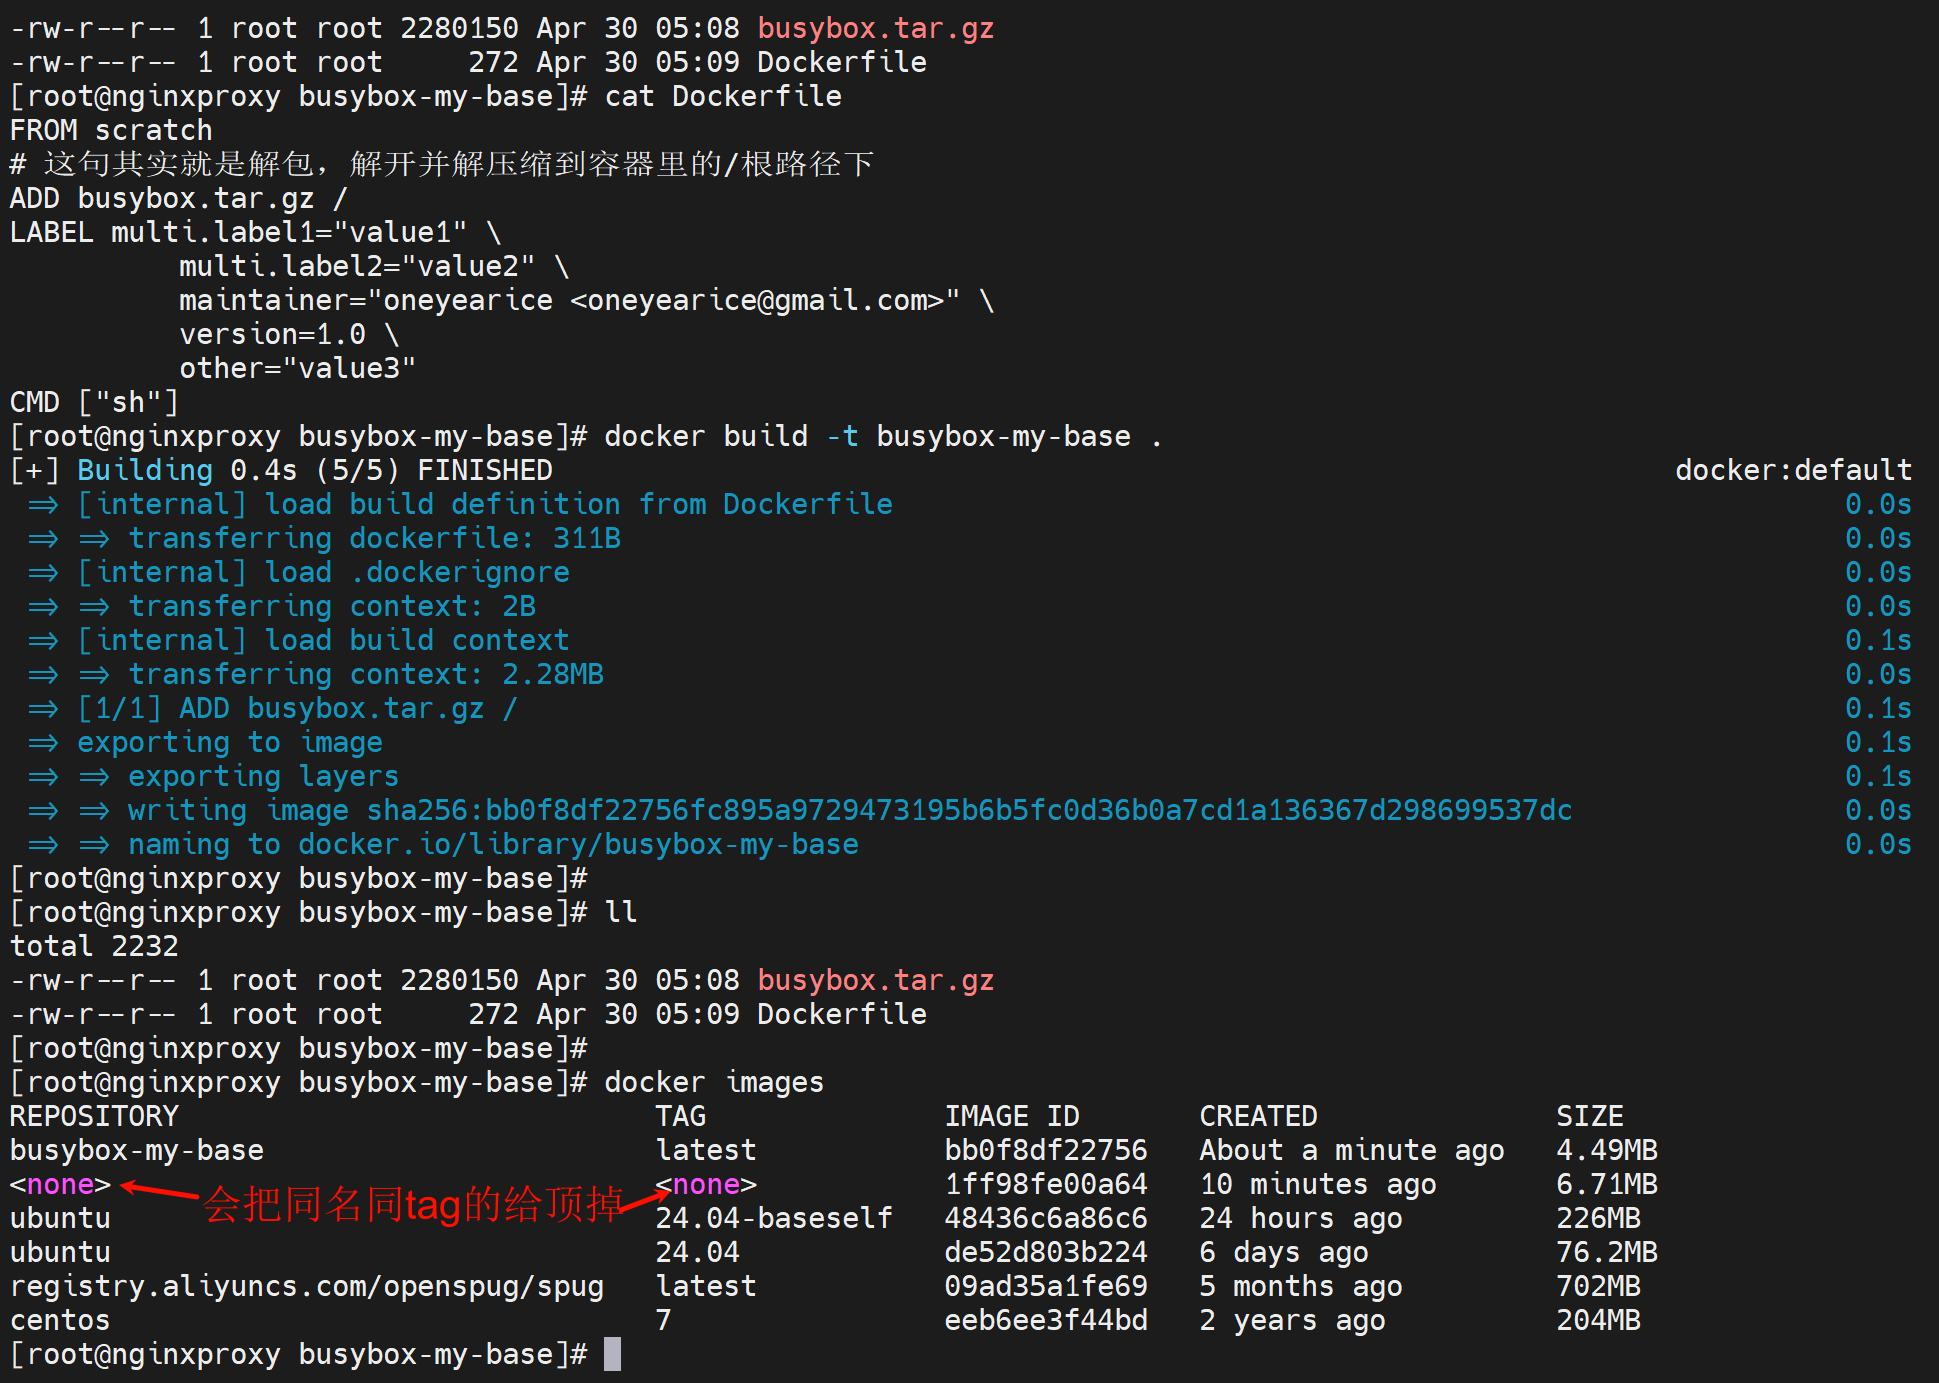 -rw-r--r-- 1 root root 2280150 Apr 30 05:08 busybox.tar.gz
-rw-r--r-- 1 root root     272 Apr 30 05:09 Dockerfile
[root@nginxproxy busybox-my-base]# cat Dockerfile
FROM scratch
# 这句其实就是解包，解开并解压缩到容器里的/根路径下
ADD busybox.tar.gz /
LABEL multi.label1="value1" \
          multi.label2="value2" \
          maintainer="oneyearice <oneyearice@gmail.com>" \
          version=1.0 \
          other="value3"
CMD ["sh"]
[root@nginxproxy busybox-my-base]# docker build -t busybox-my-base .
[+] Building 0.4s (5/5) FINISHED docker:default
 => [internal] load build definition from Dockerfile 0.0s
 => => transferring dockerfile: 311B 0.0s
 => [internal] load .dockerignore 0.0s
 => => transferring context: 2B 0.0s
 => [internal] load build context 0.1s
 => => transferring context: 2.28MB 0.0s
 => [1/1] ADD busybox.tar.gz / 0.1s
 => exporting to image 0.1s
 => => exporting layers 0.1s
 => => writing image sha256:bb0f8df22756fc895a9729473195b6b5fc0d36b0a7cd1a136367d298699537dc 0.0s
 => => naming to docker.io/library/busybox-my-base 0.0s
[root@nginxproxy busybox-my-base]#
[root@nginxproxy busybox-my-base]# ll
total 2232
-rw-r--r-- 1 root root 2280150 Apr 30 05:08 busybox.tar.gz
-rw-r--r-- 1 root root     272 Apr 30 05:09 Dockerfile
[root@nginxproxy busybox-my-base]#
[root@nginxproxy busybox-my-base]# docker images
REPOSITORY TAG IMAGE ID CREATED SIZE
busybox-my-base latest bb0f8df22756 About a minute ago 4.49MB
<none> <none> 1ff98fe00a64 10 minutes ago 6.71MB
会把同名同tag的给顶掉
ubuntu 24.04-baseself 48436c6a86c6 24 hours ago 226MB
ubuntu 24.04 de52d803b224 6 days ago 76.2MB
registry.aliyuncs.com/openspug/spug latest 09ad35a1fe69 5 months ago 702MB
centos 7 eeb6ee3f44bd 2 years ago 204MB
[root@nginxproxy busybox-my-base]#